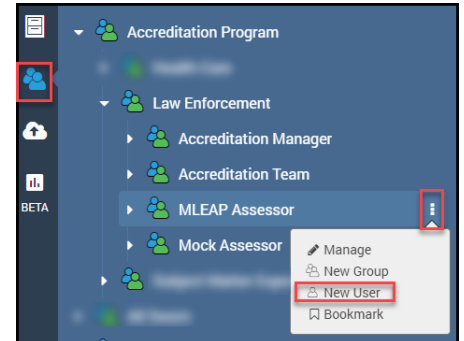 Accreditation Program
Law Enforcement
Accreditation Manager
Accreditation Team
BETA
MLEAP Assessor
Mock Assessor
Manage
New Group
New User
Bookmark